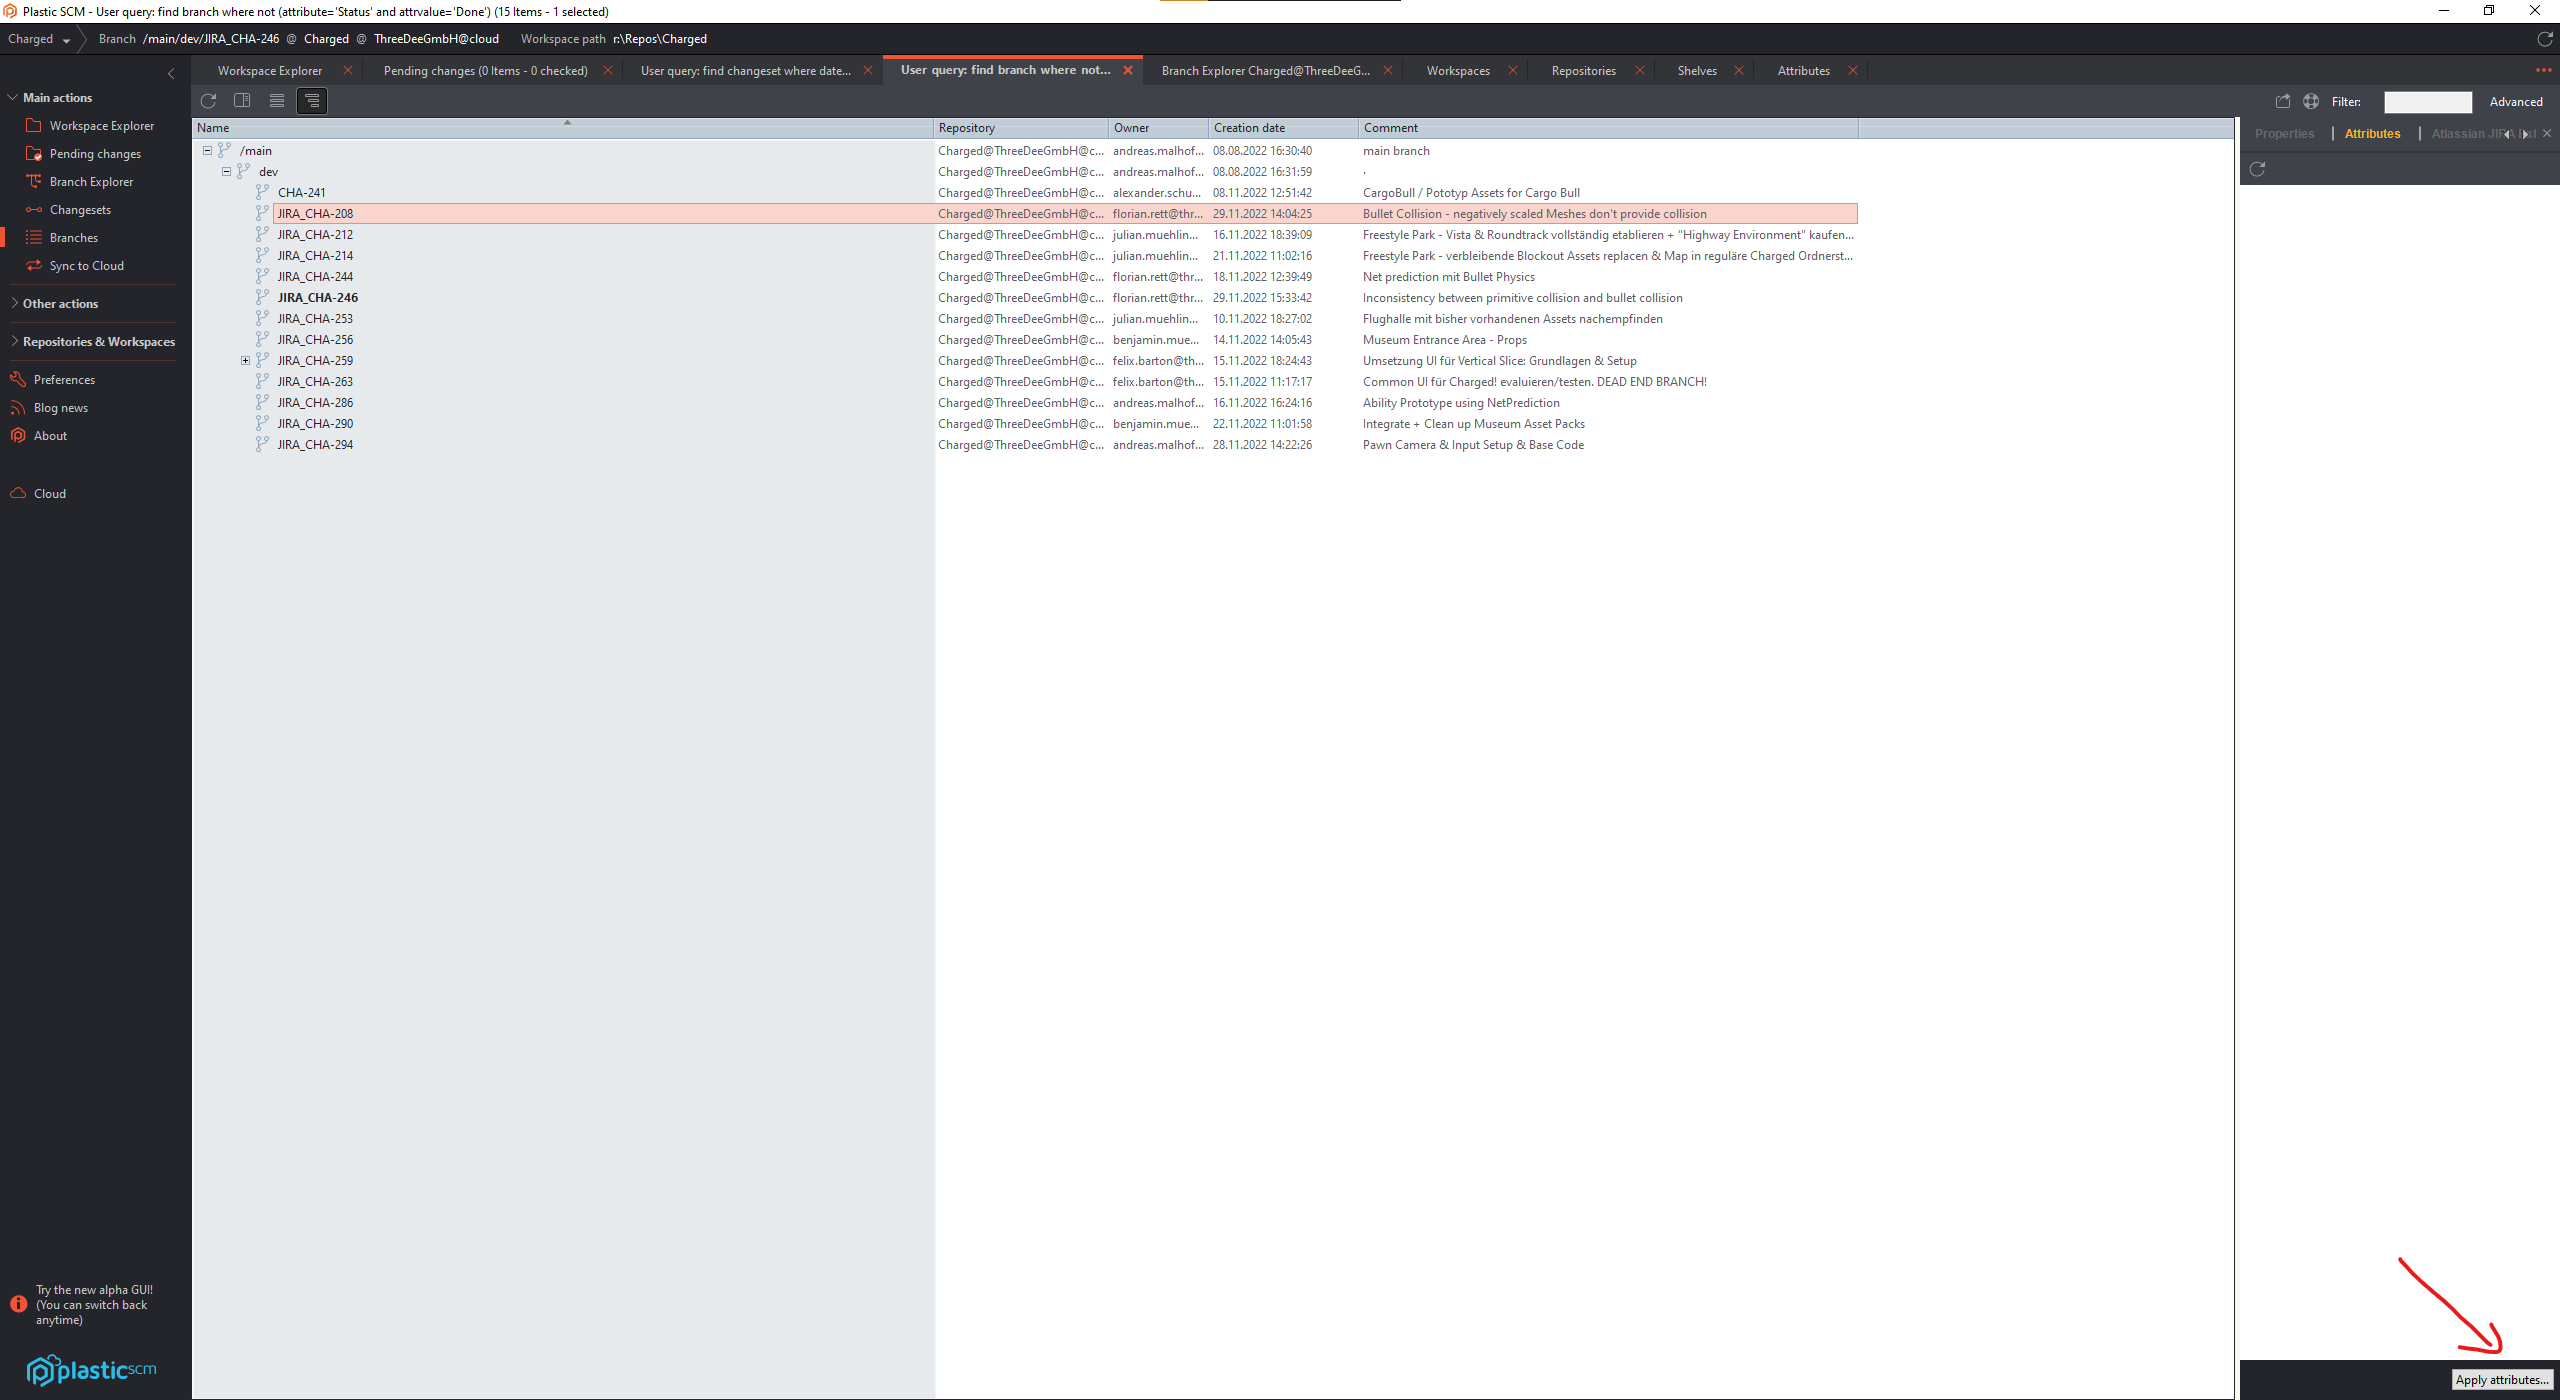 Plastic SCM - User query: find branch where not (attribute='Status' and attrvalue='Done') (15 Items - 1 selected)
Charged Branch /main/dev/JIRA_CHA-246 @ Charged @ ThreeDeeGmbH@cloud Workspace path r:\Repos\Charged
Workspace Explorer Pending changes (0 Items - 0 checked) User query: find changeset where date... User query: find branch where not... Branch Explorer Charged@ThreeDeeG... Workspaces Repositories Shelves Attributes
Main actions
Workspace Explorer
Pending changes
Branch Explorer
Changesets
Branches
Sync to Cloud
Other actions
Repositories & Workspaces
Preferences
Blog news
About
Cloud
Try the new alpha GUI!
(You can switch back
anytime)
plasticscm
Filter: Advanced
Name Repository Owner Creation date Comment
/main Charged@ThreeDeeGmbH@c... andreas.malhof... 08.08.2022 16:30:40 main branch
dev Charged@ThreeDeeGmbH@c... andreas.malhof... 08.08.2022 16:31:59 .
CHA-241 Charged@ThreeDeeGmbH@c... alexander.schu... 08.11.2022 12:51:42 CargoBull / Pototyp Assets for Cargo Bull
JIRA_CHA-208 Charged@ThreeDeeGmbH@c... florian.rett@thr... 29.11.2022 14:04:25 Bullet Collision - negatively scaled Meshes don't provide collision
JIRA_CHA-212 Charged@ThreeDeeGmbH@c... julian.muehlin... 16.11.2022 18:39:09 Freestyle Park - Vista & Roundtrack vollständig etablieren + "Highway Environment" kaufen...
JIRA_CHA-214 Charged@ThreeDeeGmbH@c... julian.muehlin... 21.11.2022 11:02:16 Freestyle Park - verbleibende Blockout Assets replacen & Map in reguläre Charged Ordnerst...
JIRA_CHA-244 Charged@ThreeDeeGmbH@c... florian.rett@thr... 18.11.2022 12:39:49 Net prediction mit Bullet Physics
JIRA_CHA-246 Charged@ThreeDeeGmbH@c... florian.rett@thr... 29.11.2022 15:33:42 Inconsistency between primitive collision and bullet collision
JIRA_CHA-253 Charged@ThreeDeeGmbH@c... julian.muehlin... 10.11.2022 18:27:02 Flughalle mit bisher vorhandenen Assets nachempfinden
JIRA_CHA-256 Charged@ThreeDeeGmbH@c... benjamin.mue... 14.11.2022 14:05:43 Museum Entrance Area - Props
JIRA_CHA-259 Charged@ThreeDeeGmbH@c... felix.barton@th... 15.11.2022 18:24:43 Umsetzung UI für Vertical Slice: Grundlagen & Setup
JIRA_CHA-263 Charged@ThreeDeeGmbH@c... felix.barton@th... 15.11.2022 11:17:17 Common UI für Charged! evaluieren/testen. DEAD END BRANCH!
JIRA_CHA-286 Charged@ThreeDeeGmbH@c... andreas.malhof... 16.11.2022 16:24:16 Ability Prototype using NetPrediction
JIRA_CHA-290 Charged@ThreeDeeGmbH@c... benjamin.mue... 22.11.2022 11:01:58 Integrate + Clean up Museum Asset Packs
JIRA_CHA-294 Charged@ThreeDeeGmbH@c... andreas.malhof... 28.11.2022 14:22:26 Pawn Camera & Input Setup & Base Code
Properties | Attributes | Atlassian JIRA Ext
Apply attributes...